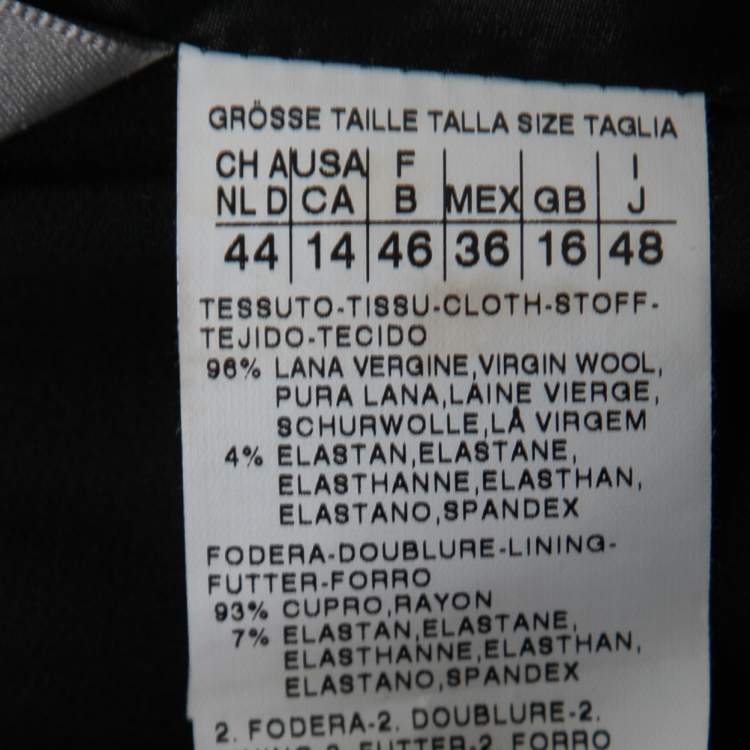 GRÖSSE TAILLE TALLA SIZE TAGLIA
CH A USA F I
NL D CA B MEX GB J
44 14 46 36 16 48
TESSUTO-TISSU-CLOTH-STOFF-
TEJIDO-TECIDO
96% LANA VERGINE,VIRGIN WOOL,
PURA LANA,LAINE VIERGE,
SCHURWOLLE,LÅ VIRGEM
4% ELASTAN,ELASTANE,
ELASTHANNE,ELASTHAN,
ELASTANO,SPANDEX
FODERA-DOUBLURE-LINING-
FUTTER-FORRO
93% CUPRO,RAYON
7% ELASTAN,ELASTANE,
ELASTHANNE,ELASTHAN,
ELASTANO,SPANDEX
2. FODERA-2. DOUBLURE-2.
FUTTER-2. FORRO